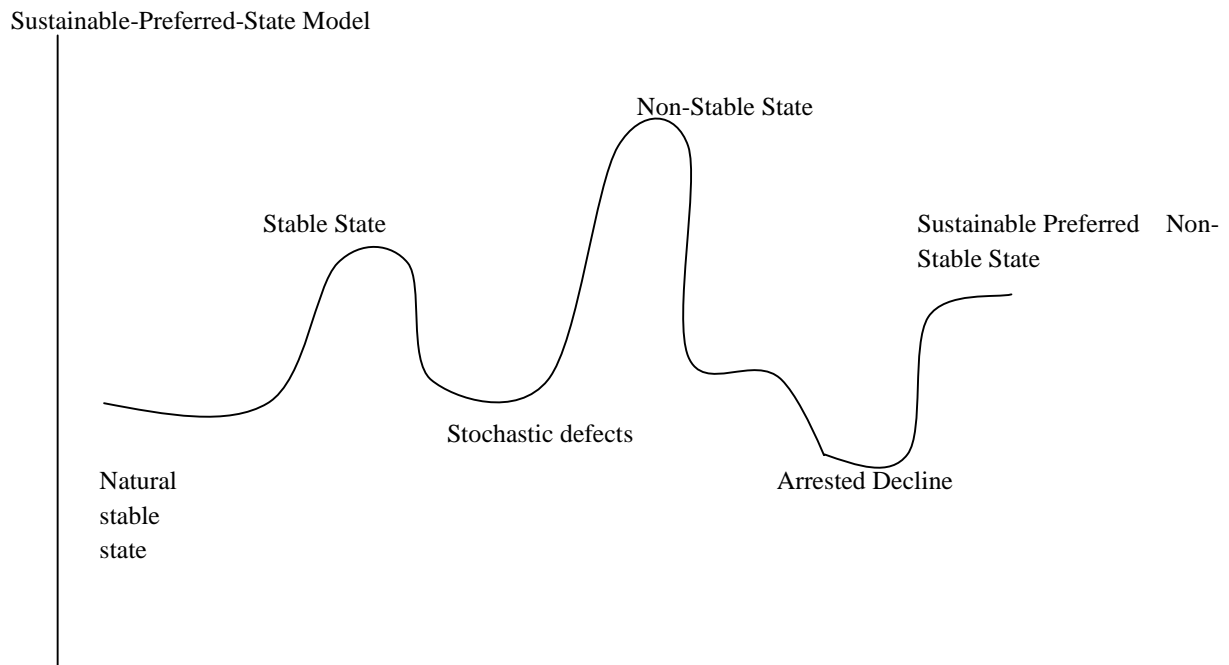 Sustainable-Preferred-State Model
Non-Stable State
Stable State
Sustainable Preferred Non-
Stable State
Stochastic defects
Natural
stable
state
Arrested Decline